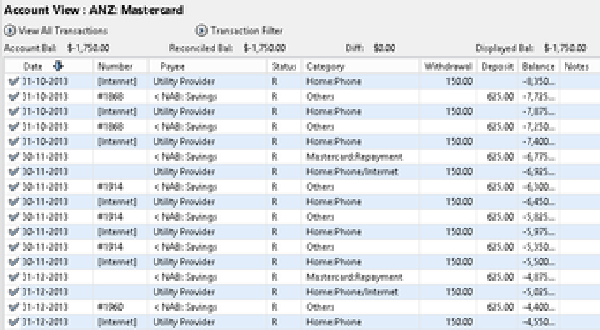 Account View : ANZ: Mastercard
View All Transactions Transaction Filter
Account Bal: $-1,750.00 Reconciled Bal: $-1,750.00 Diff: $0.00 Displayed Bal: $-1,750.00
Date Number Payee Status Category Withdrawal Deposit Balance Notes
31-10-2013 [Internet] Utility Provider R Home:Phone 150.00 -8,350...
31-10-2013 #1868 < NAB: Savings R Others 625.00 -7,725...
31-10-2013 [Internet] Utility Provider R Home:Phone 150.00 -7,875...
31-10-2013 #1868 < NAB: Savings R Others 625.00 -7,250...
31-10-2013 [Internet] Utility Provider R Home:Phone 150.00 -7,400...
30-11-2013 < NAB: Savings R Mastercard:Repayment 625.00 -6,775...
30-11-2013 Utility Provider R Home:Phone/Internet 150.00 -6,925...
30-11-2013 #1914 < NAB: Savings R Others 625.00 -6,300...
30-11-2013 [Internet] Utility Provider R Home:Phone 150.00 -6,450...
30-11-2013 #1914 < NAB: Savings R Others 625.00 -5,825...
30-11-2013 [Internet] Utility Provider R Home:Phone 150.00 -5,975...
30-11-2013 #1914 < NAB: Savings R Others 625.00 -5,350...
30-11-2013 [Internet] Utility Provider R Home:Phone 150.00 -5,500...
31-12-2013 < NAB: Savings R Mastercard:Repayment 625.00 -4,875...
31-12-2013 Utility Provider R Home:Phone/Internet 150.00 -5,025...
31-12-2013 #1960 < NAB: Savings R Others 625.00 -4,400...
31-12-2013 [Internet] Utility Provider R Home:Phone 150.00 -4,550...